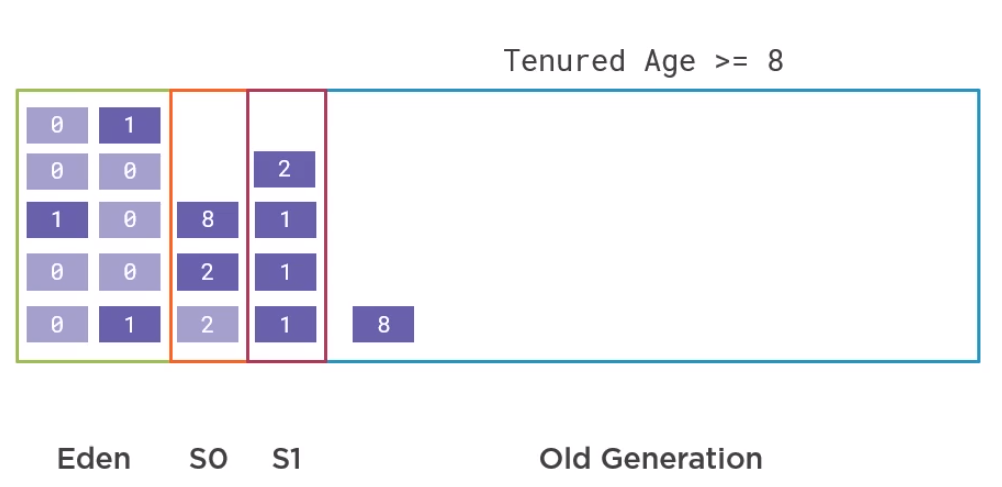 Tenured Age >= 8
0 1
0 0 2
1 0 8 1
0 0 2 1
0 1 2 1 8
Eden S0 S1 Old Generation